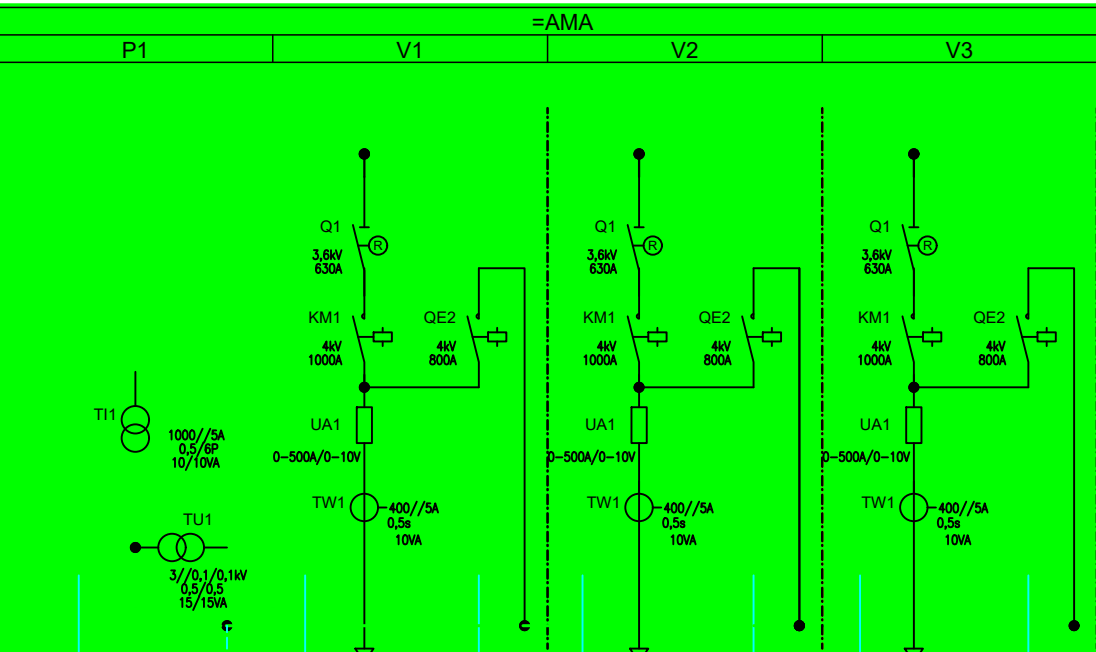 =AMA
P1
V1
V2
V3
Q1
R
3,6kV
630A
Q1
R
3,6kV
630A
Q1
R
3,6kV
630A
KM1
4kV
1000A
QE2
4kV
800A
KM1
4kV
1000A
QE2
4kV
800A
KM1
4kV
1000A
QE2
4kV
800A
TI1
1000//5A
0,5/6P
10/10VA
UA1
0-500A/0-10V
UA1
0-500A/0-10V
UA1
0-500A/0-10V
TW1
400//5A
0,5s
10VA
TW1
400//5A
0,5s
10VA
TW1
400//5A
0,5s
10VA
TU1
3//0,1/0,1kV
0,5/0,5
15/15VA